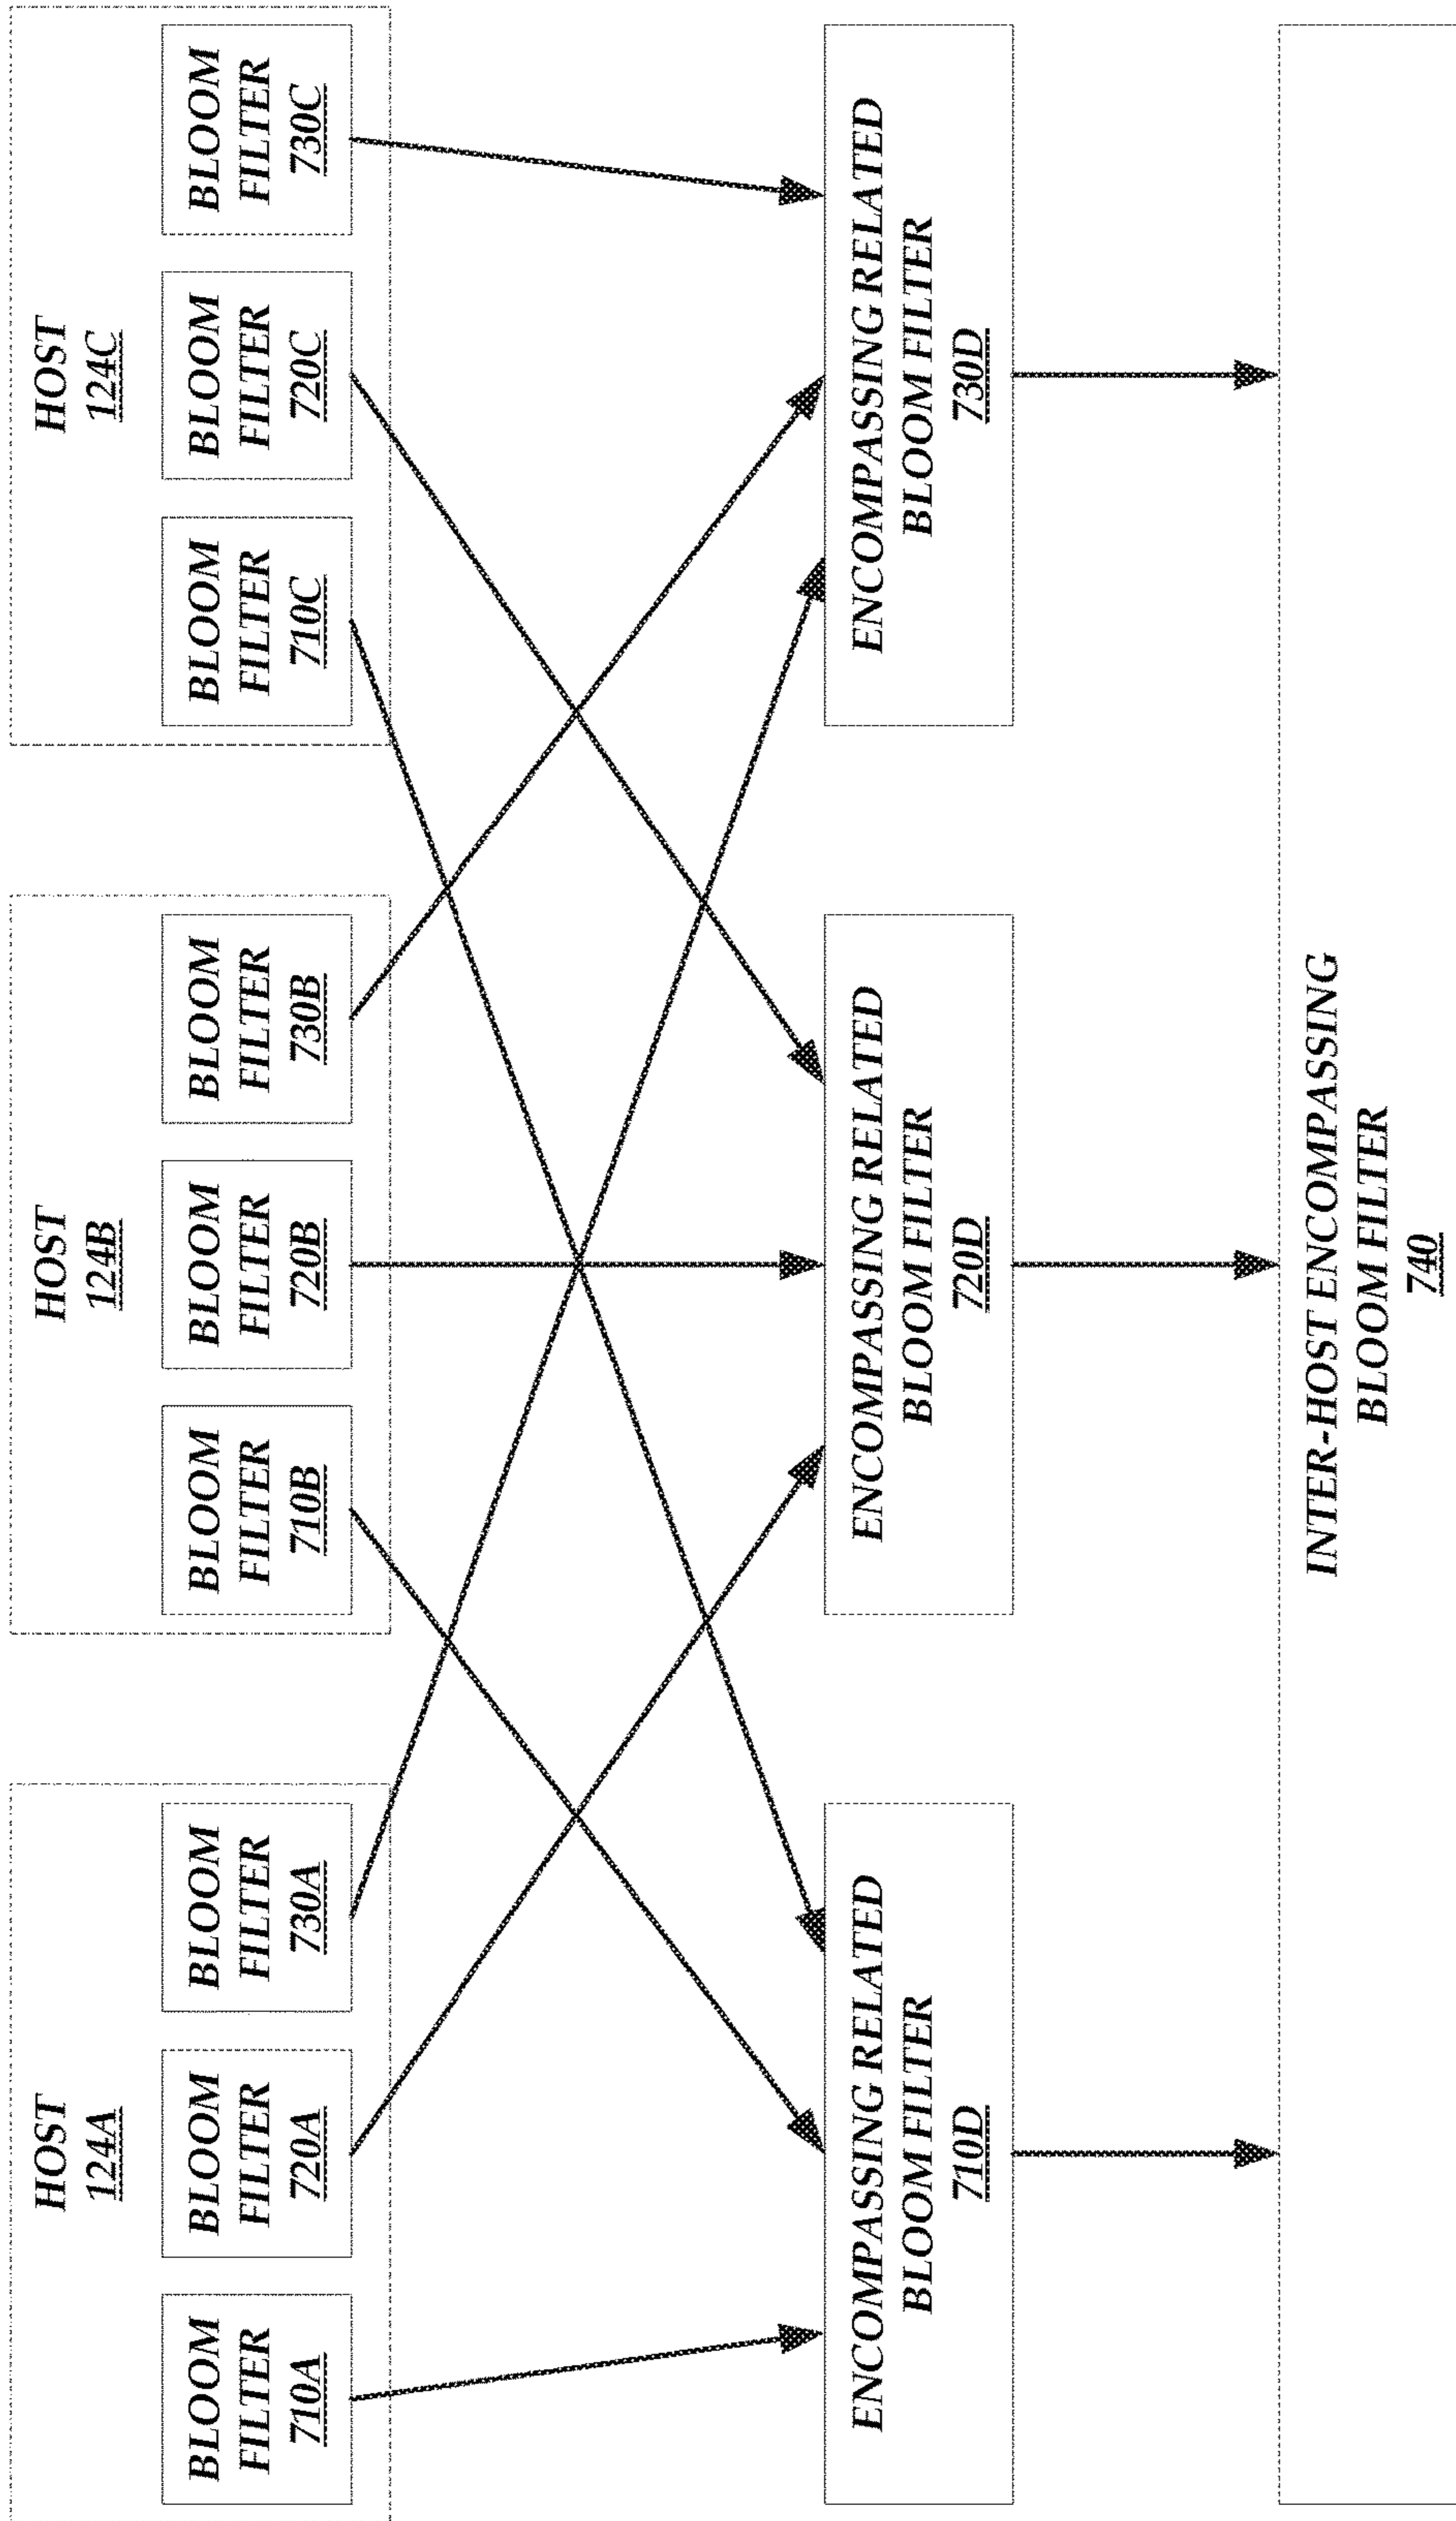 HOST
124A
BLOOM
FILTER
710A
BLOOM
FILTER
720A
BLOOM
FILTER
730A
HOST
124B
BLOOM
FILTER
710B
BLOOM
FILTER
720B
BLOOM
FILTER
730B
HOST
124C
BLOOM
FILTER
710C
BLOOM
FILTER
720C
BLOOM
FILTER
730C
ENCOMPASSING RELATED
BLOOM FILTER
710D
ENCOMPASSING RELATED
BLOOM FILTER
720D
ENCOMPASSING RELATED
BLOOM FILTER
730D
INTER-HOST ENCOMPASSING
BLOOM FILTER
740